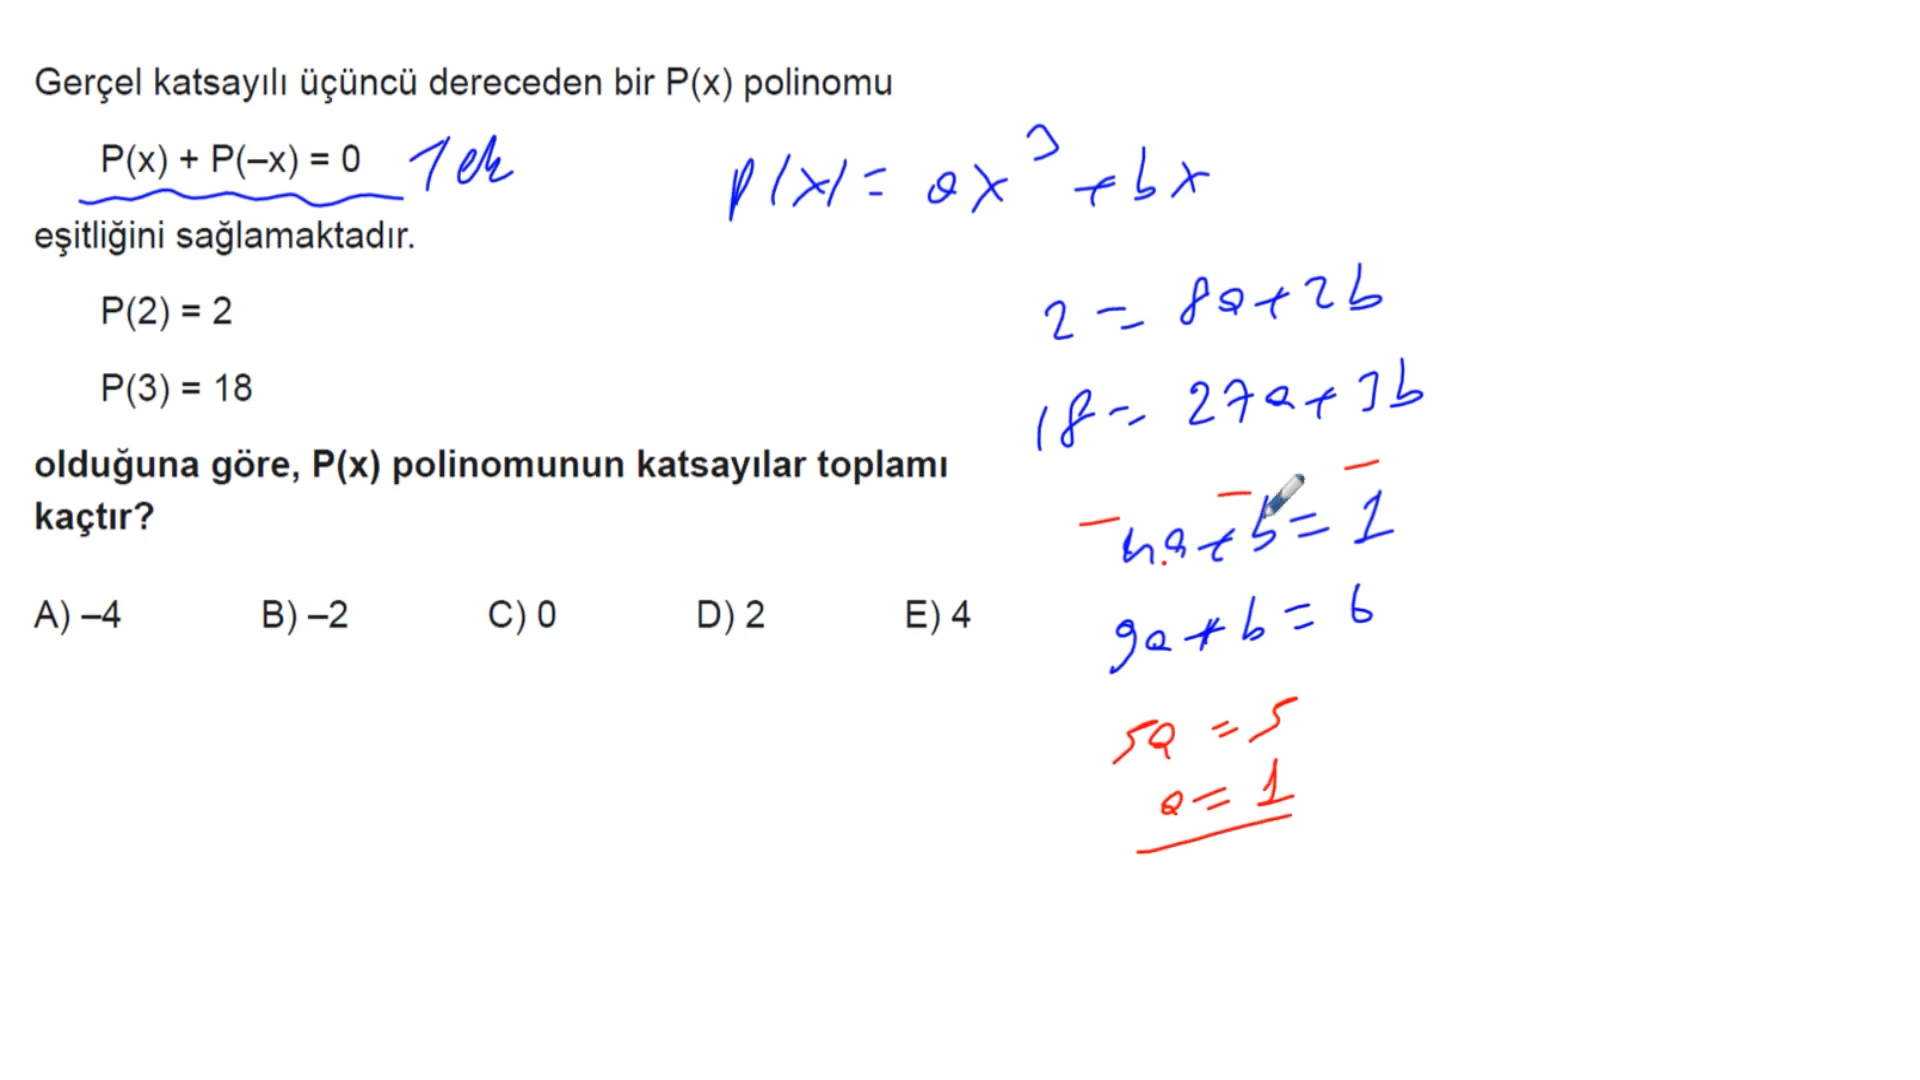 Gerçel katsayılı üçüncü dereceden bir P(x) polinomu
P(x) + P(–x) = 0 Tek
eşitliğini sağlamaktadır.
P(2) = 2
P(3) = 18
olduğuna göre, P(x) polinomunun katsayılar toplamı
kaçtır?
A) –4 B) –2 C) 0 D) 2 E) 4
P(x) = ax³ + bx
2 = 8a + 2b
18 = 27a + 3b
4a + b = 1
9a + b = 6
5a = 5
a = 1